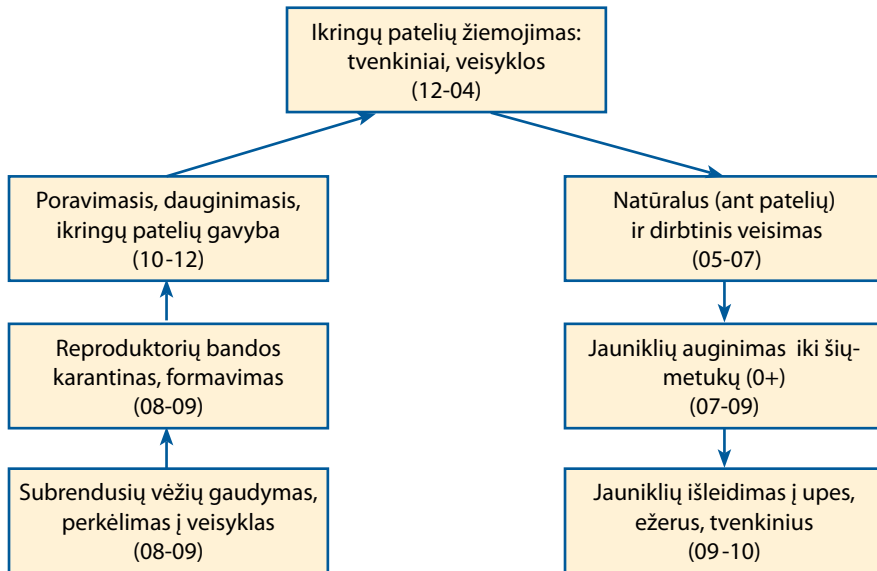 Ikringų patelių žiemojimas:
tvenkiniai, veisyklos
(12-04)
Poravimasis, dauginimasis,
ikringų patelių gavyba
(10-12)
Natūralus (ant patelių)
ir dirbtinis veisimas
(05-07)
Reproduktorių bandos
karantinas, formavimas
(08-09)
Jauniklių auginimas iki šių-
metukų (0+)
(07-09)
Subrendusių vėžių gaudymas,
perkėlimas į veisyklas
(08-09)
Jauniklių išleidimas į upes,
ežerus, tvenkinius
(09-10)